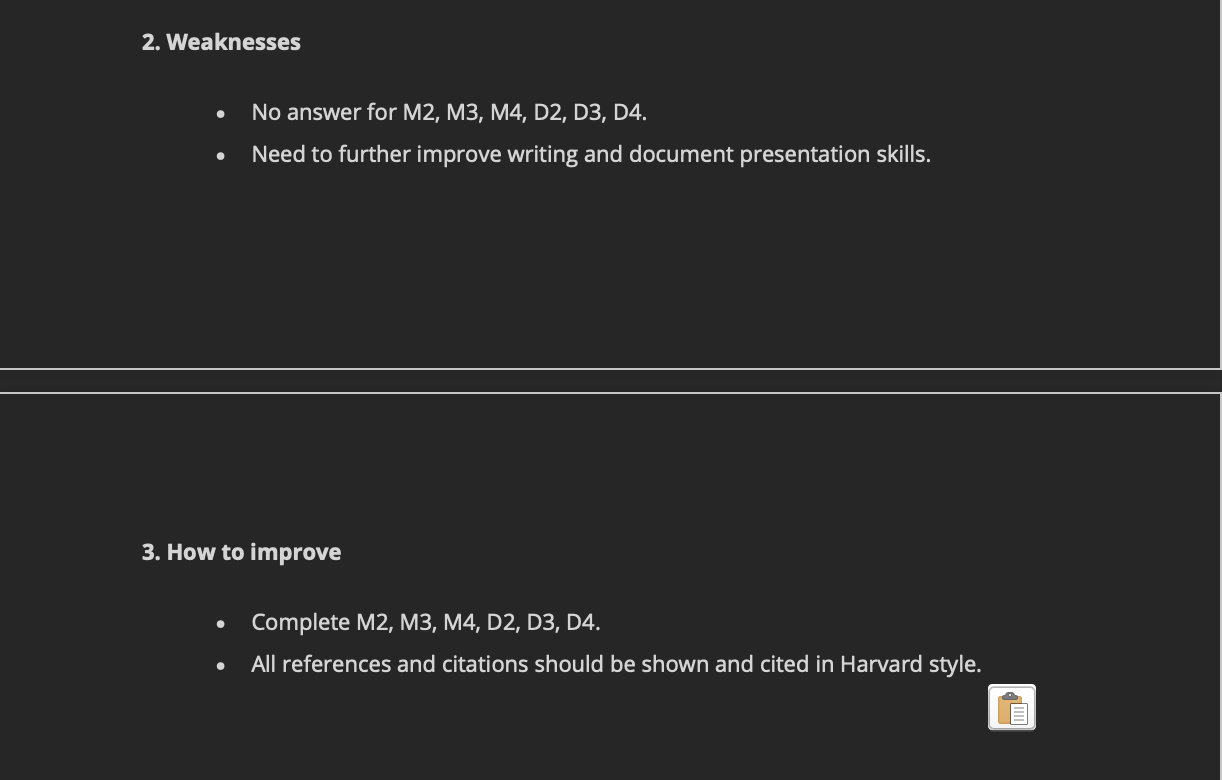 2. Weaknesses
• No answer for M2, M3, M4, D2, D3, D4.
• Need to further improve writing and document presentation skills.
3. How to improve
• Complete M2, M3, M4, D2, D3, D4.
• All references and citations should be shown and cited in Harvard style.